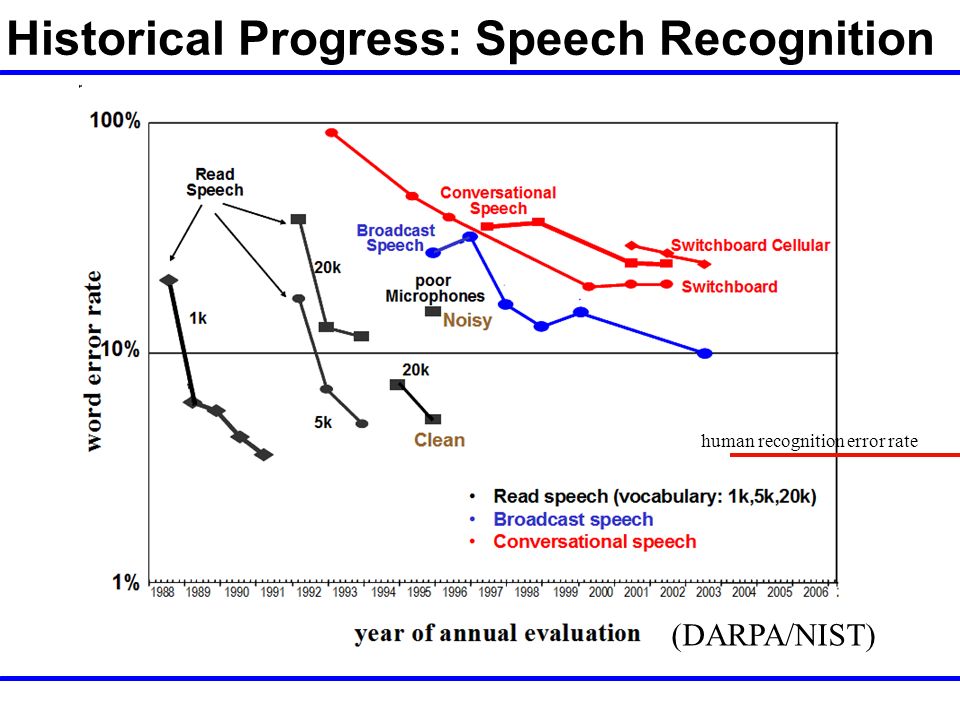 Historical Progress: Speech Recognition
100%
Read
Speech
Conversational
Speech
Broadcast
Speech
Switchboard Cellular
20k
poor
Microphones
Switchboard
1k
Noisy
word error rate
10%
20k
5k
Clean
human recognition error rate
• Read speech (vocabulary: 1k,5k,20k)
• Broadcast speech
• Conversational speech
1%
1988 1989 1990 1991 1992 1993 1994 1995 1996 1997 1998 1999 2000 2001 2002 2003 2004 2005 2006
year of annual evaluation
(DARPA/NIST)